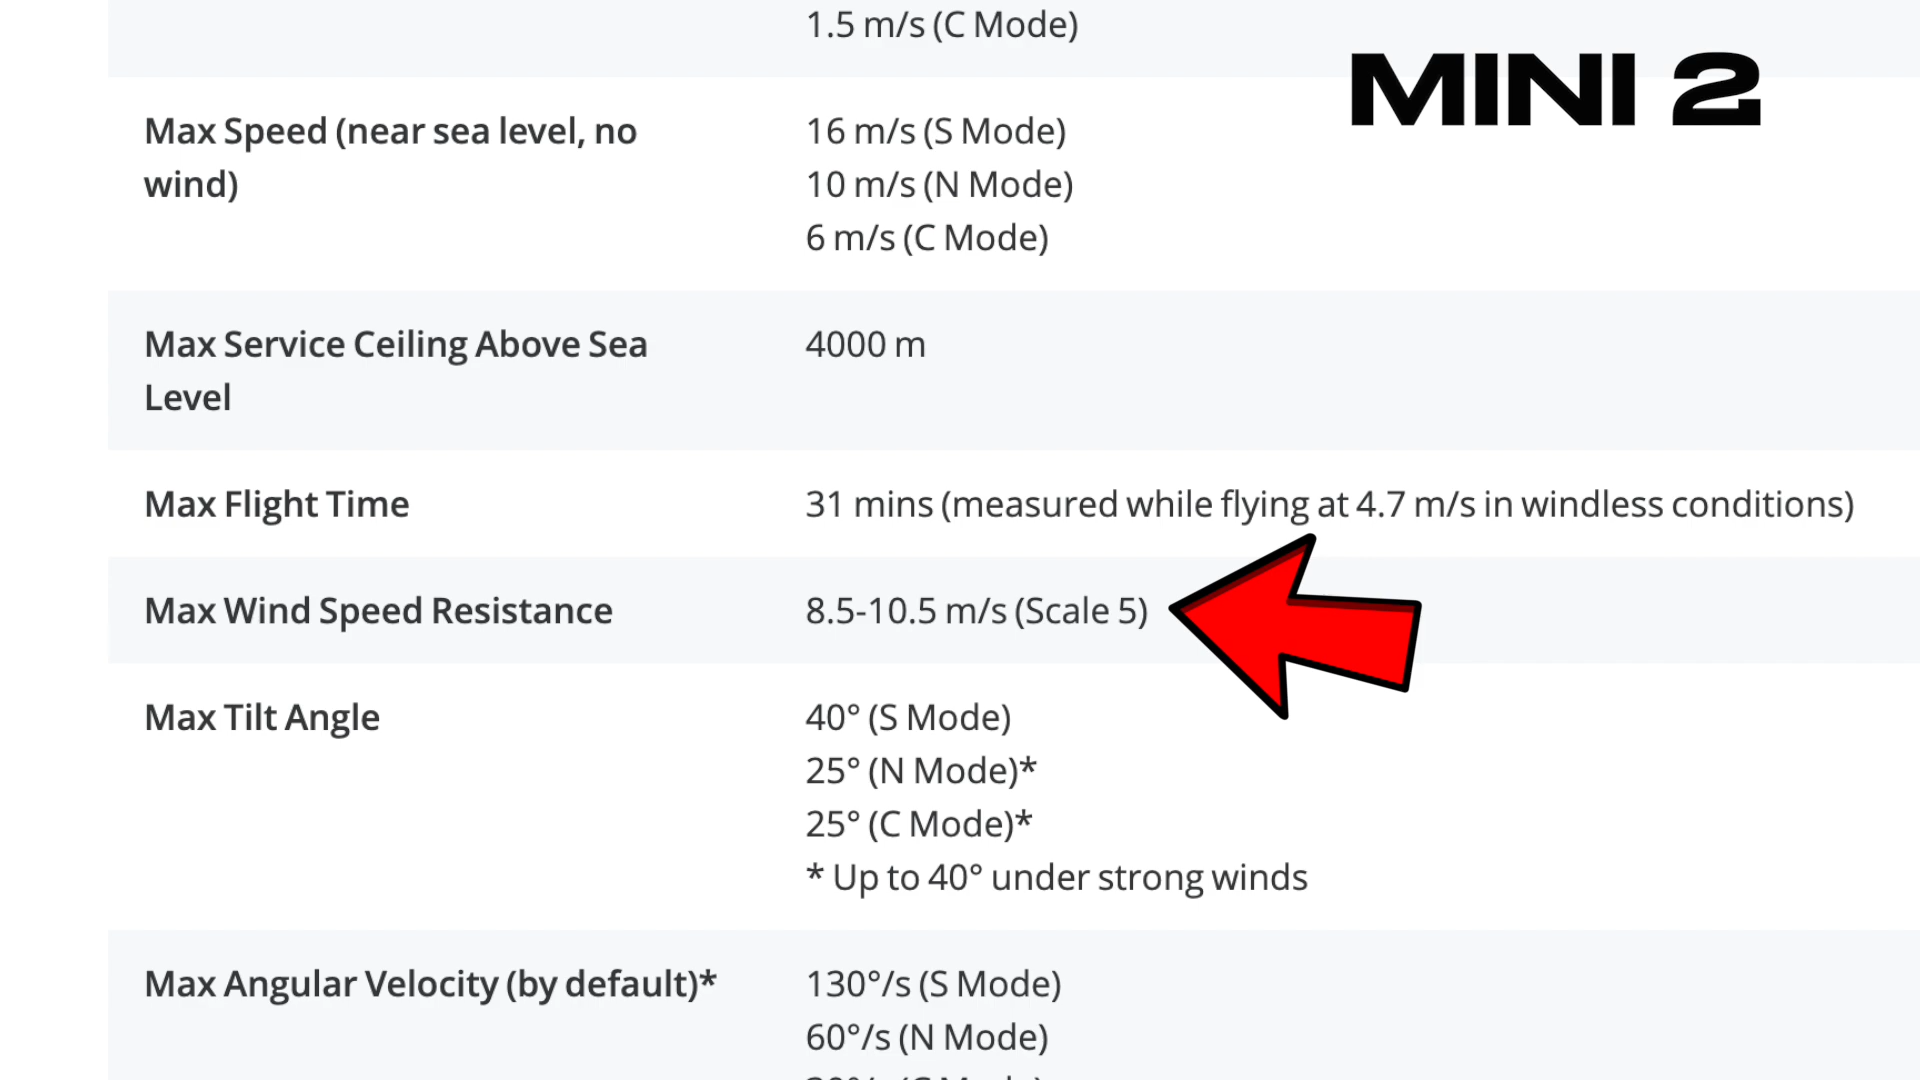 1.5 m/s (C Mode)
MINI 2
Max Speed (near sea level, no
wind)
16 m/s (S Mode)
10 m/s (N Mode)
6 m/s (C Mode)
Max Service Ceiling Above Sea
Level
4000 m
Max Flight Time
31 mins (measured while flying at 4.7 m/s in windless conditions)
Max Wind Speed Resistance
8.5-10.5 m/s (Scale 5)
Max Tilt Angle
40° (S Mode)
25° (N Mode)*
25° (C Mode)*
* Up to 40° under strong winds
Max Angular Velocity (by default)*
130°/s (S Mode)
60°/s (N Mode)